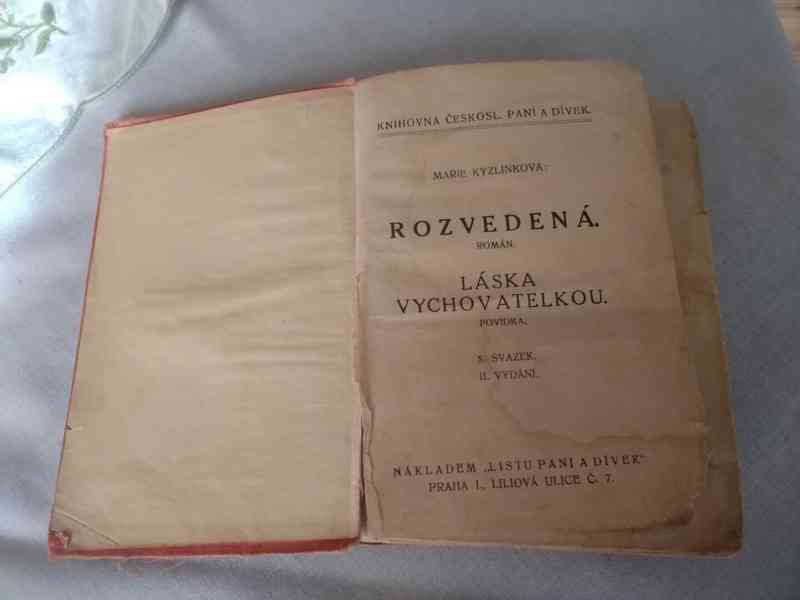 KNIHOVNA ČESKOSL. PANÍ A DÍVEK.
MARIE KYZLINKOVÁ:
ROZVEDENÁ.
ROMÁN.
LÁSKA
VYCHOVATELKOU.
POVÍDKA.
SVAZEK.
II. VYDÁNÍ.
NÁKLADEM „LISTU PANÍ A DÍVEK“
PRAHA I., LILIOVÁ ULICE Č. 7.